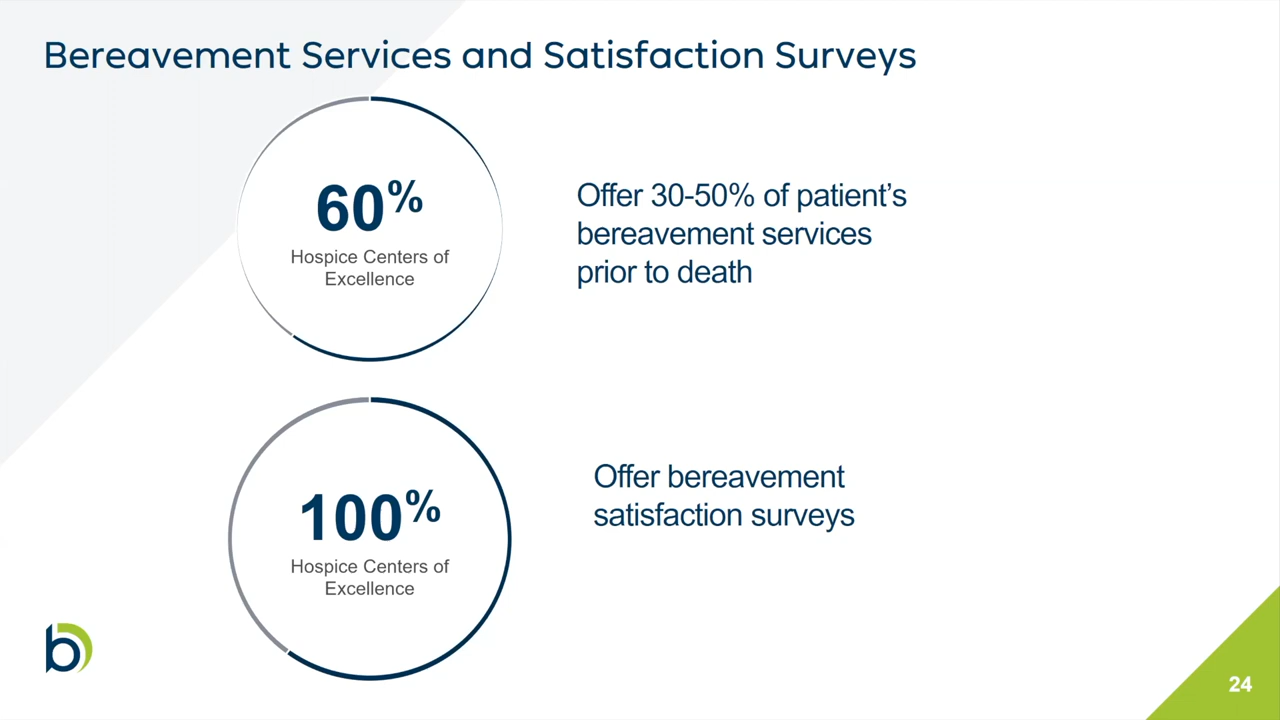 Bereavement Services and Satisfaction Surveys
60%
Hospice Centers of
Excellence
Offer 30-50% of patient’s
bereavement services
prior to death
100%
Hospice Centers of
Excellence
Offer bereavement
satisfaction surveys
b
24